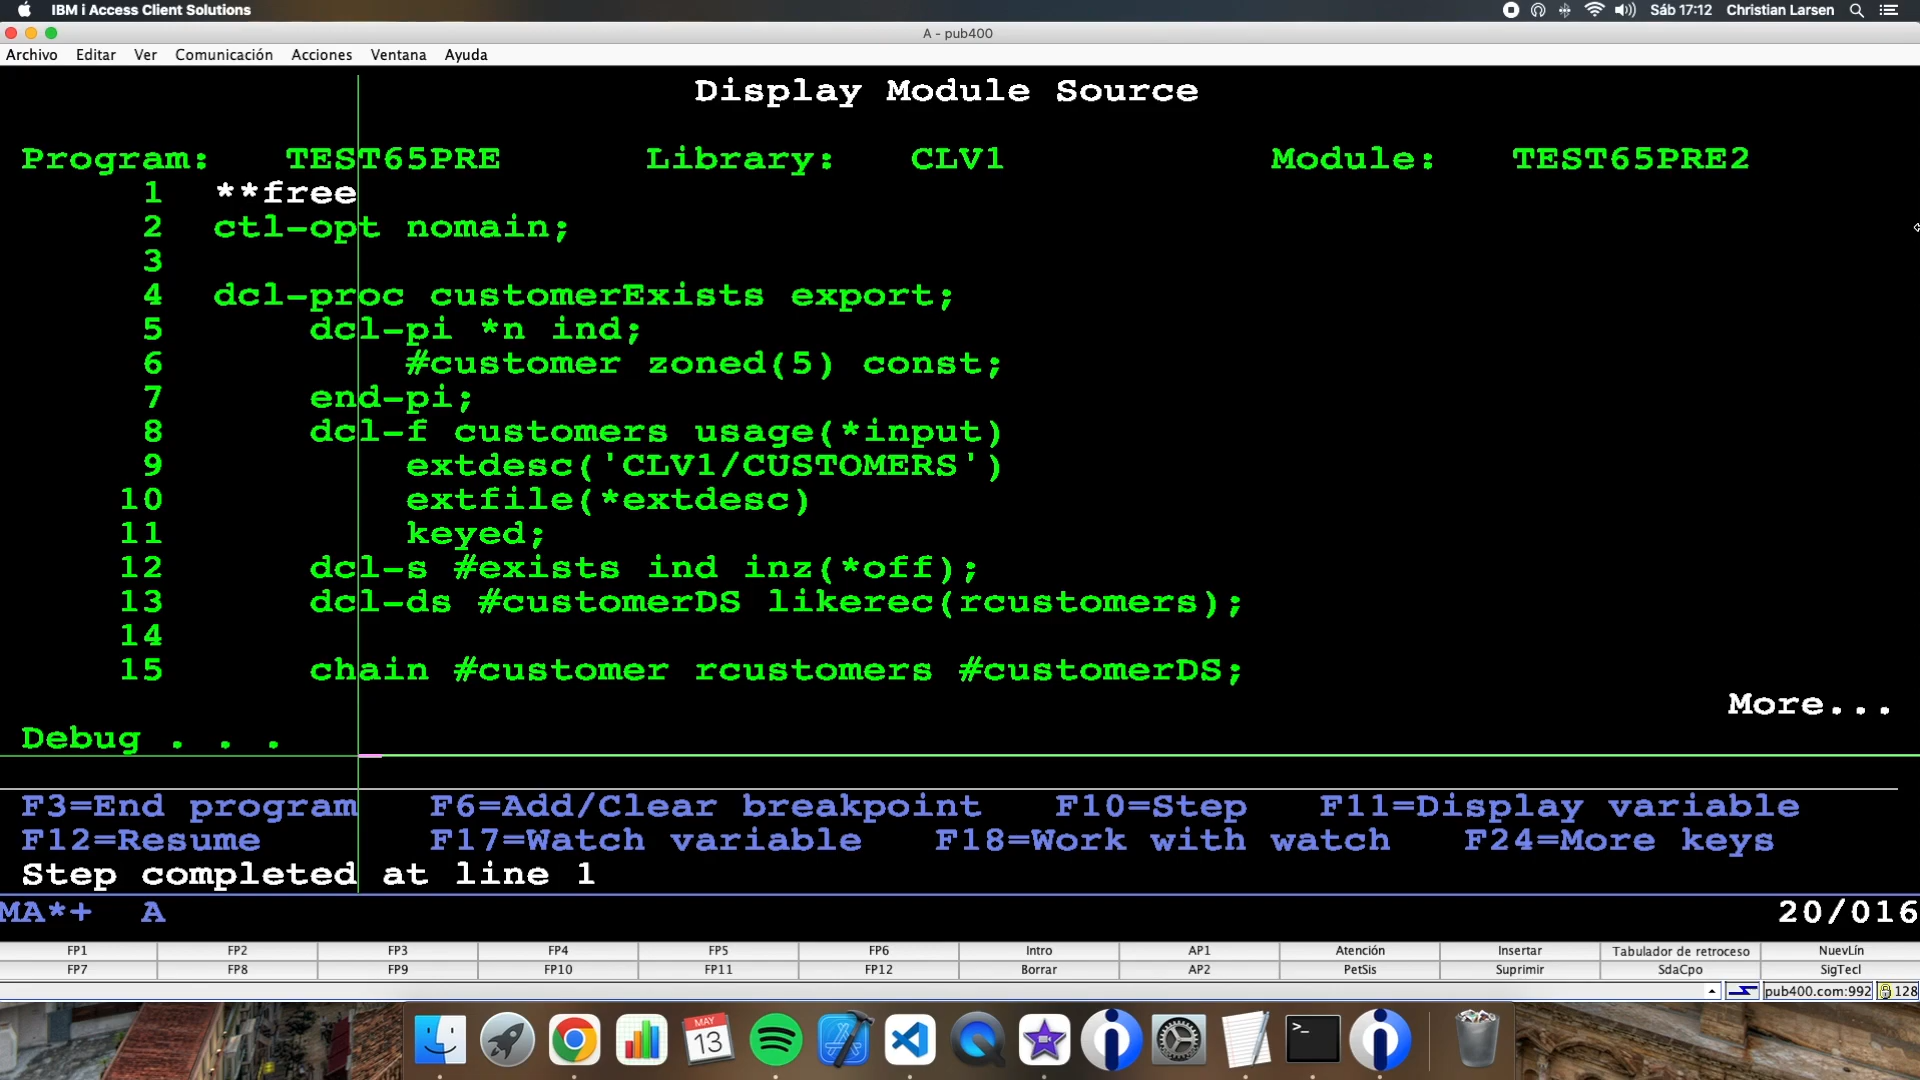 IBM i Access Client Solutions Sáb 17:12 Christian Larsen
A - pub400
Archivo Editar Ver Comunicación Acciones Ventana Ayuda
Display Module Source
Program: TEST65PRE Library: CLV1 Module: TEST65PRE2
1 **free
2 ctl-opt nomain;
3
4 dcl-proc customerExists export;
5 dcl-pi *n ind;
6 #customer zoned(5) const;
7 end-pi;
8 dcl-f customers usage(*input)
9 extdesc('CLV1/CUSTOMERS')
10 extfile(*extdesc)
11 keyed;
12 dcl-s #exists ind inz(*off);
13 dcl-ds #customerDS likerec(rcustomers);
14
15 chain #customer rcustomers #customerDS;
More...
Debug . . .
F3=End program F6=Add/Clear breakpoint F10=Step F11=Display variable
F12=Resume F17=Watch variable F18=Work with watch F24=More keys
Step completed at line 1
MA*+ A 20/016
FP1 FP2 FP3 FP4 FP5 FP6 Intro AP1 Atención Insertar Tabulador de retroceso NuevLín
FP7 FP8 FP9 FP10 FP11 FP12 Borrar AP2 PetSis Suprimir SdaCpo SigTecl
pub400.com:992 128
MAY
13
>_